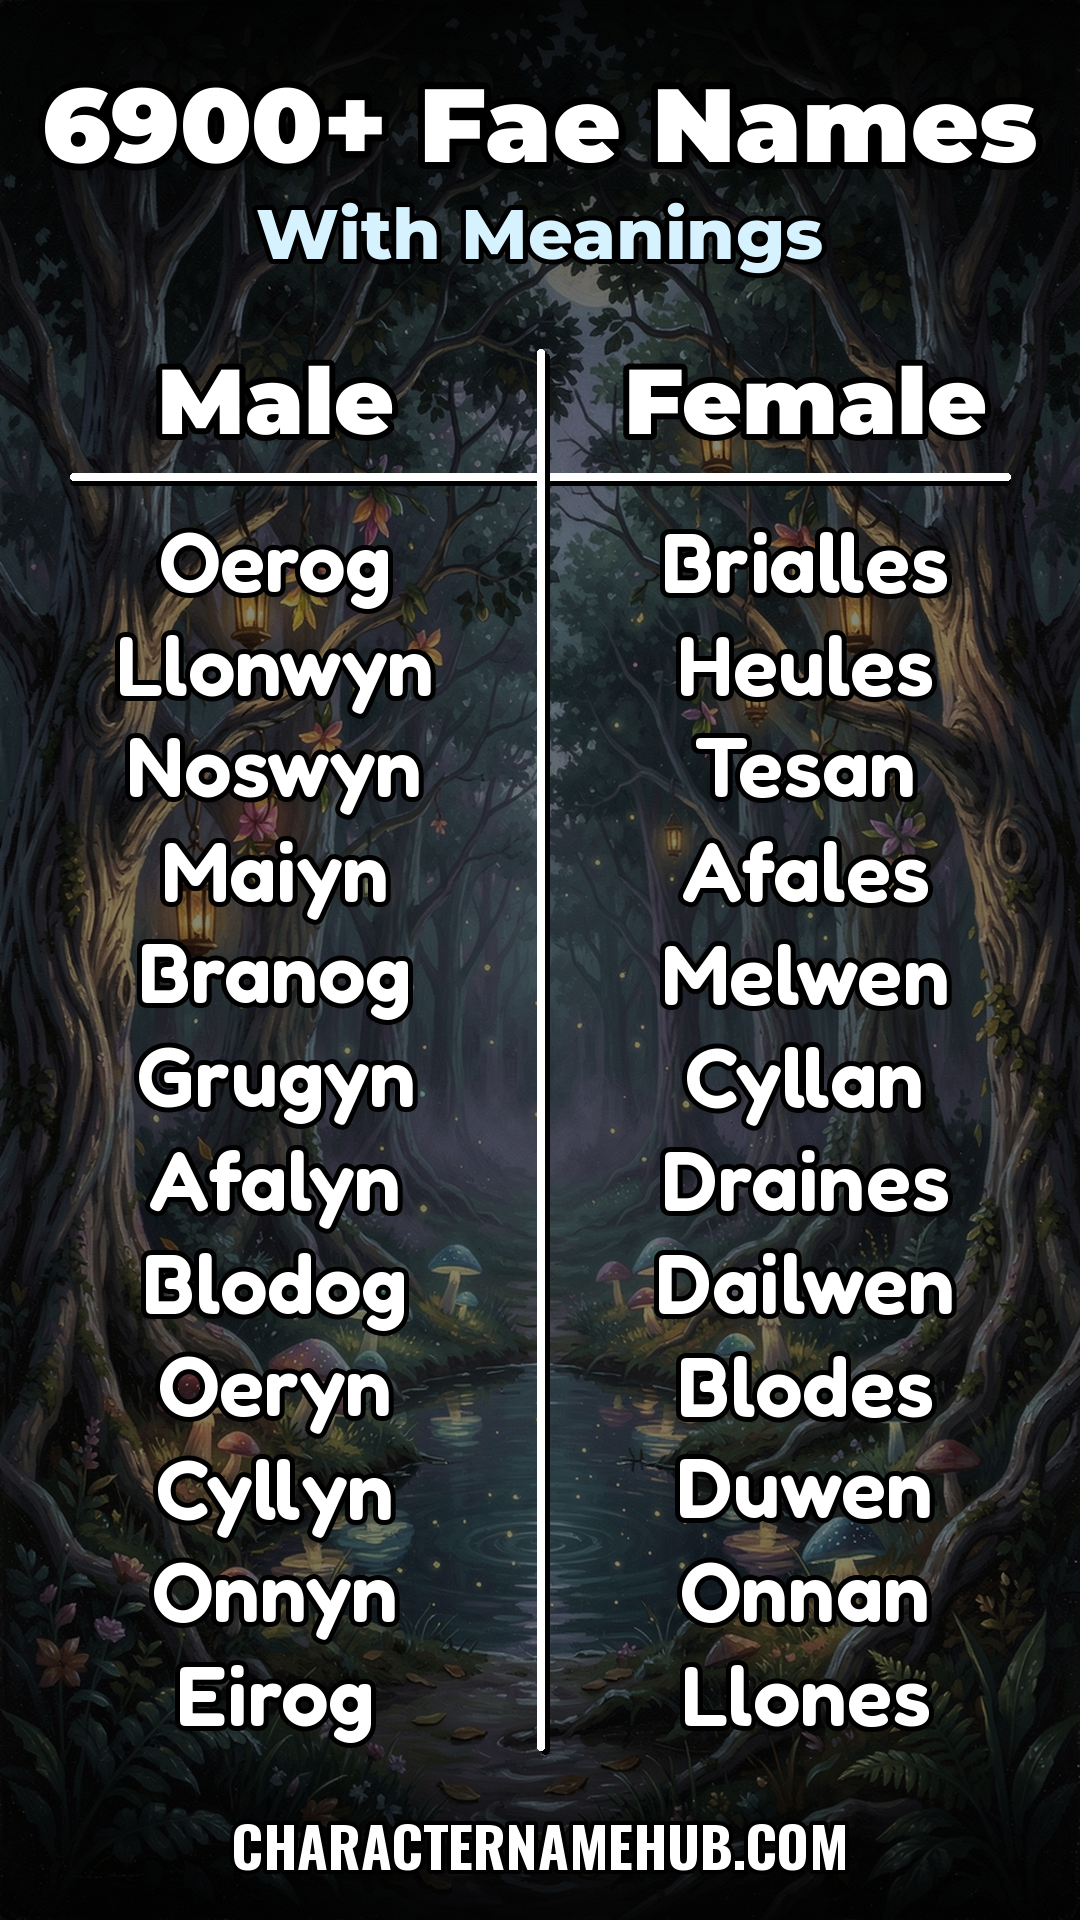 6900+ Fae Names
With Meanings
Male Female
Oerog Brialles
Llonwyn Heules
Noswyn Tesan
Maiyn Afales
Branog Melwen
Grugyn Cyllan
Afalyn Draines
Blodog Dailwen
Oeryn Blodes
Cyllyn Duwen
Onnyn Onnan
Eirog Llones
CHARACTERNAMEHUB.COM